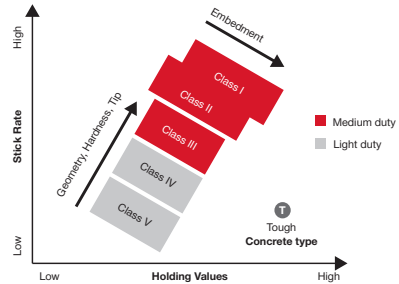 High
Stick Rate
Low
Embedment
Geometry, Hardness, Tip
Class I
Class II
Class III
Class IV
Class V
Medium duty
Light duty
T
Tough
Concrete type
Low
Holding Values
High